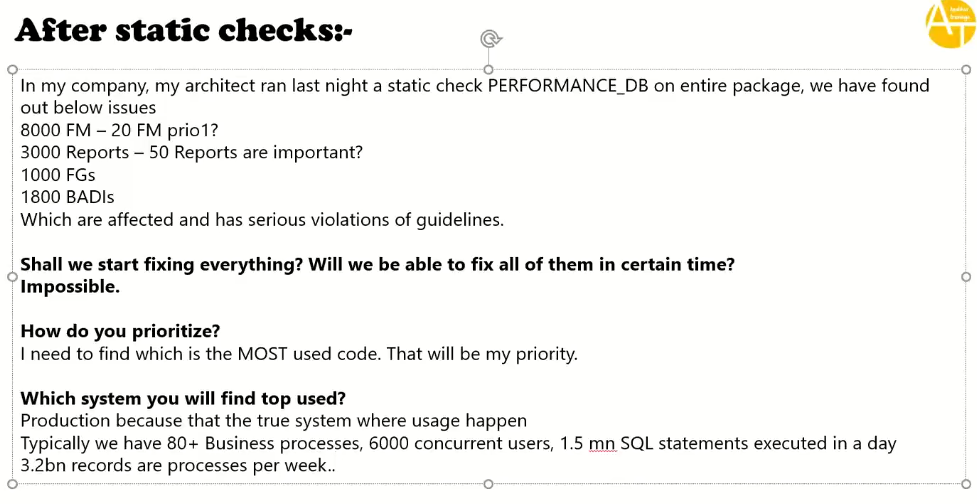 After static checks:-
AT
In my company, my architect ran last night a static check PERFORMANCE_DB on entire package, we have found
out below issues
8000 FM – 20 FM prio1?
3000 Reports – 50 Reports are important?
1000 FGs
1800 BADIs
Which are affected and has serious violations of guidelines.
Shall we start fixing everything? Will we be able to fix all of them in certain time?
Impossible.
How do you prioritize?
I need to find which is the MOST used code. That will be my priority.
Which system you will find top used?
Production because that the true system where usage happen
Typically we have 80+ Business processes, 6000 concurrent users, 1.5 mn SQL statements executed in a day
3.2bn records are processes per week..